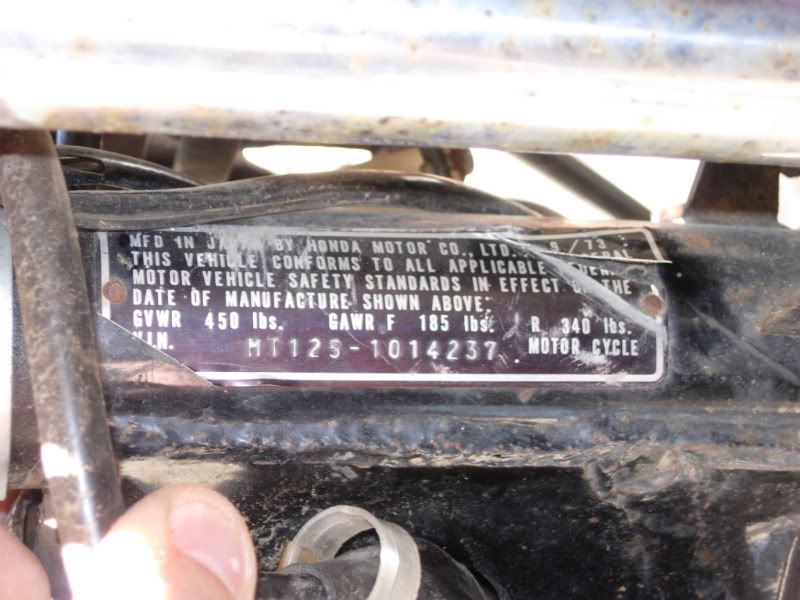 MFD IN JAPAN BY HONDA MOTOR CO., LTD. 9/73
THIS VEHICLE CONFORMS TO ALL APPLICABLE FEDERAL
MOTOR VEHICLE SAFETY STANDARDS IN EFFECT ON THE
DATE OF MANUFACTURE SHOWN ABOVE:
GVWR 450 lbs. GAWR F 185 lbs. R 340 lbs.
V.I.N. MT125-1014237 MOTOR CYCLE